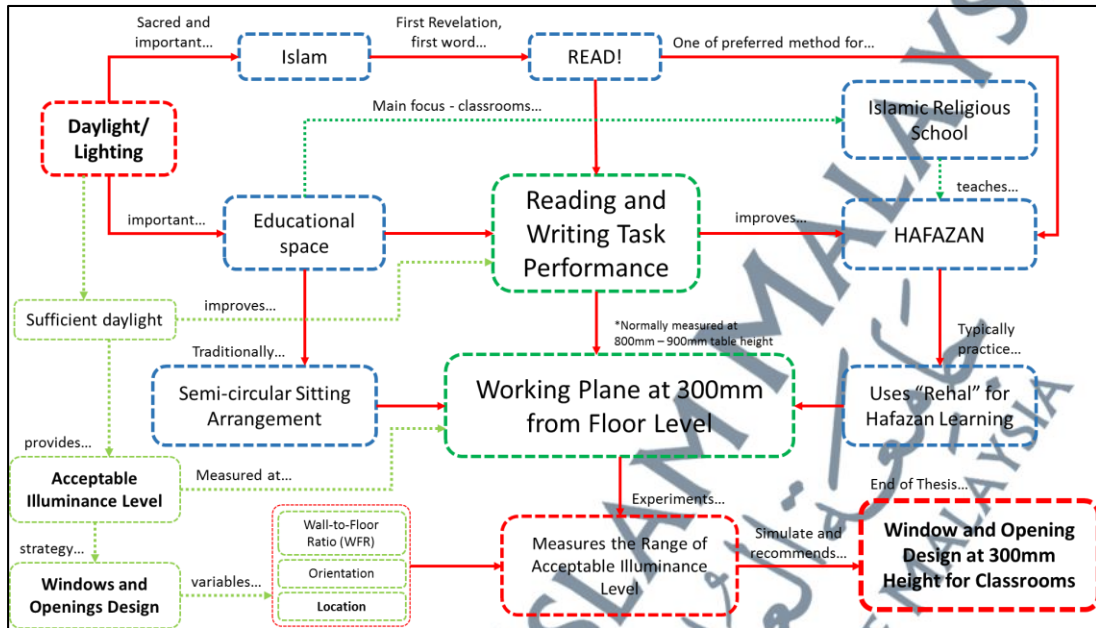 Sacred and
important…
Islam
First Revelation,
first word…
READ!
One of preferred method for…
Main focus - classrooms…
Islamic Religious
School
Daylight/
Lighting
teaches…
important…
Educational
space
Reading and
Writing Task
Performance
improves…
HAFAZAN
Sufficient daylight
improves…
*Normally measured at
800mm – 900mm table height
Traditionally…
Typically
practice…
Semi-circular Sitting
Arrangement
Working Plane at 300mm
from Floor Level
Uses “Rehal” for
Hafazan Learning
provides…
Acceptable
Illuminance Level
Measured at…
Experiments…
End of Thesis…
strategy…
Windows and
Openings Design
variables…
Wall-to-Floor
Ratio (WFR)
Orientation
Location
Measures the Range of
Acceptable Illuminance
Level
Simulate and
recommends…
Window and Opening
Design at 300mm
Height for Classrooms
ISLAM MALAYS
E MALAYSIA